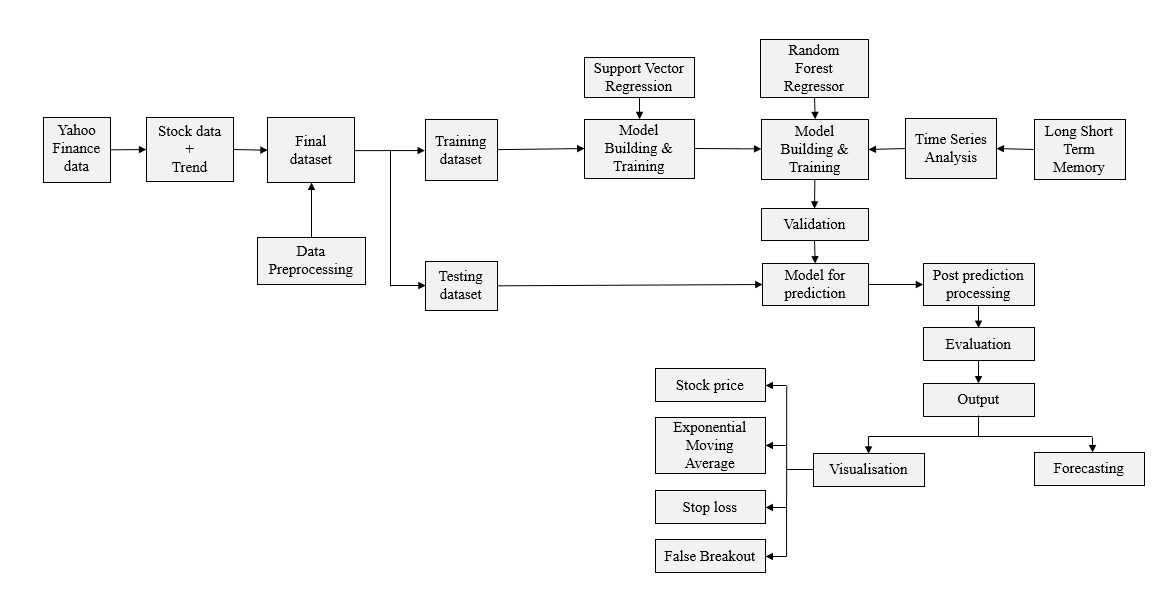 Support Vector
Regression
Random
Forest
Regressor
Yahoo
Finance
data
Stock data
+
Trend
Final
dataset
Training
dataset
Model
Building &
Training
Model
Building &
Training
Time Series
Analysis
Long Short
Term
Memory
Data
Preprocessing
Validation
Testing
dataset
Model for
prediction
Post prediction
processing
Evaluation
Output
Stock price
Exponential
Moving
Average
Visualisation
Forecasting
Stop loss
False Breakout